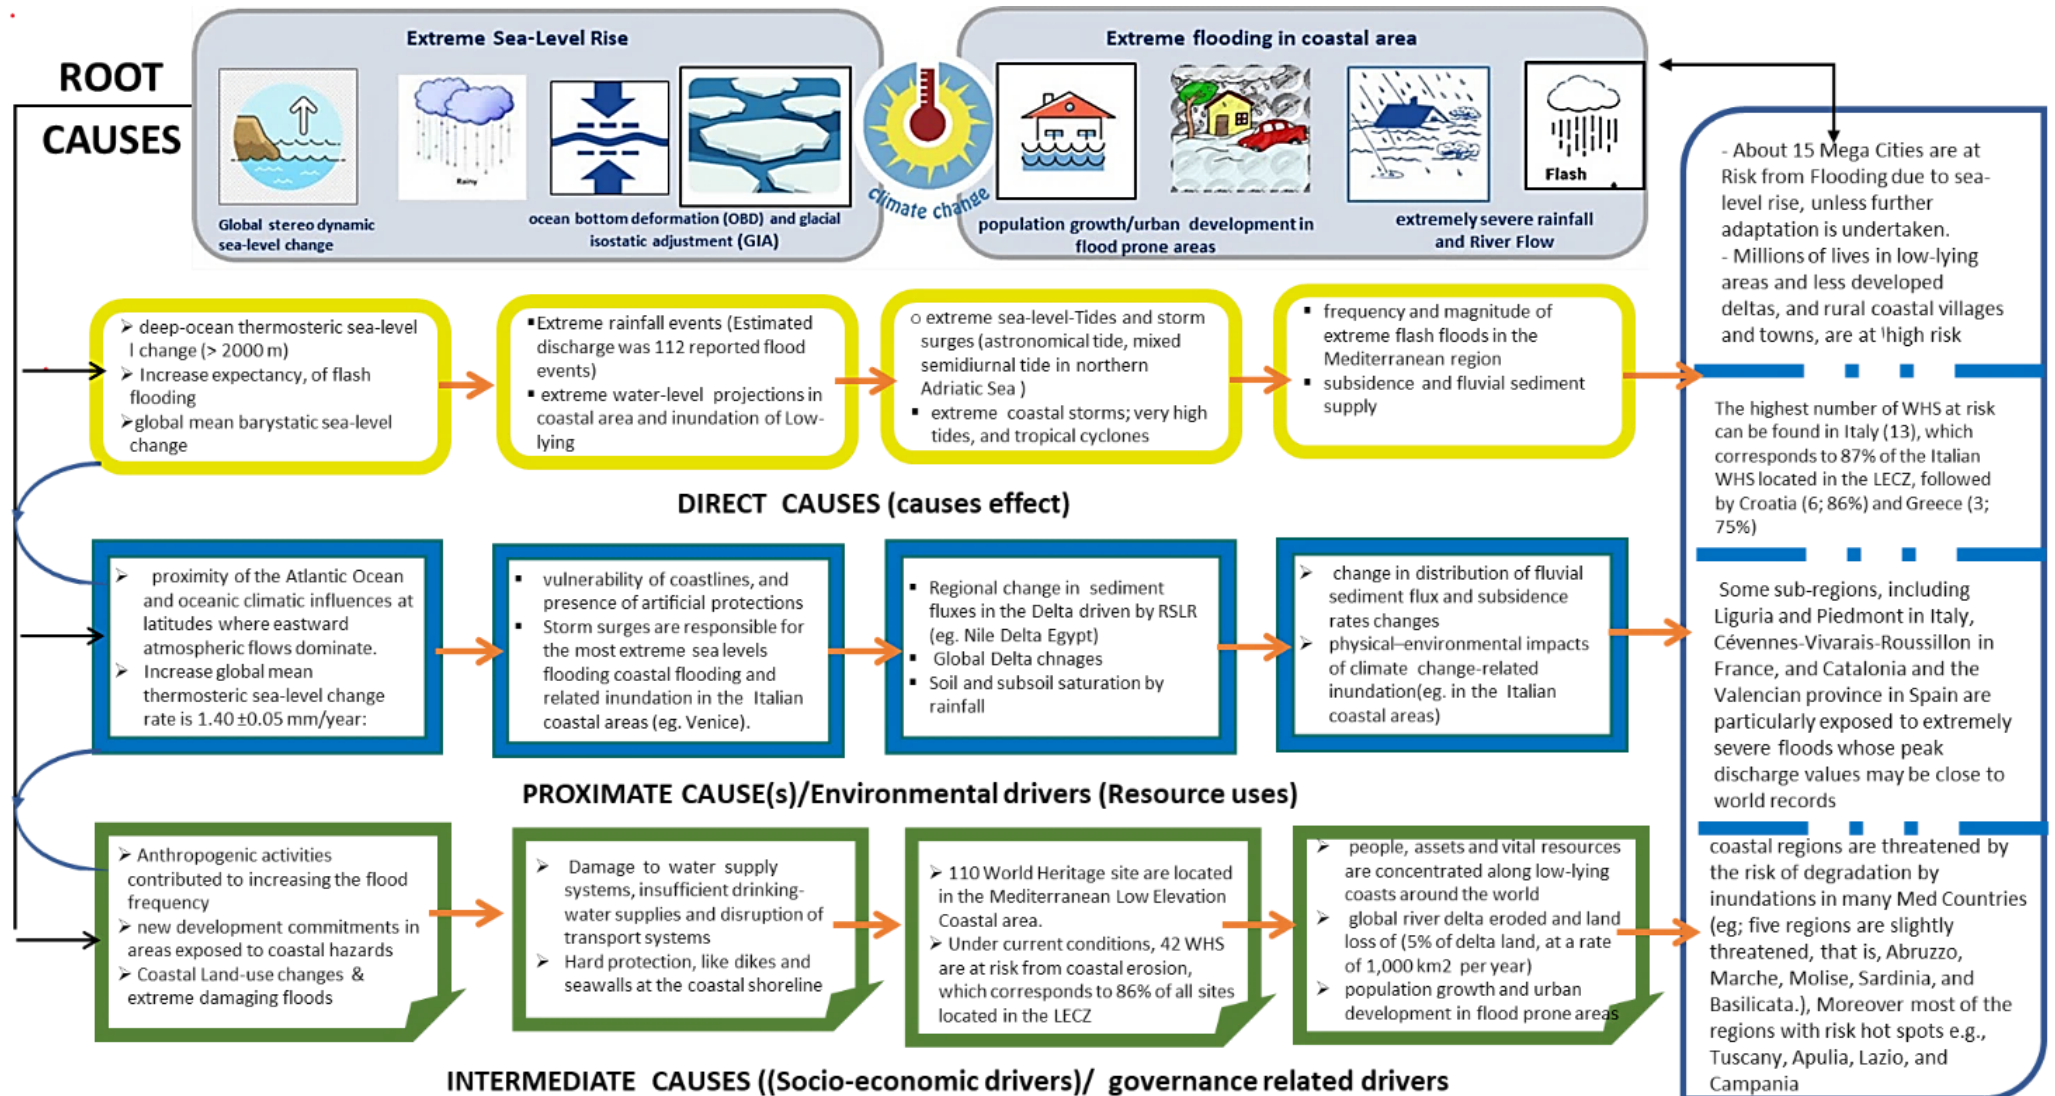 ROOT
CAUSES
Extreme Sea-Level Rise
Rainy
Global stereo dynamic
sea-level change
ocean bottom deformation (OBD) and glacial
isostatic adjustment (GIA)
climate change
Extreme flooding in coastal area
Flash
population growth/urban development in
flood prone areas
extremely severe rainfall
and River Flow
➢ deep-ocean thermosteric sea-level
l change (> 2000 m)
➢ Increase expectancy, of flash
flooding
➢global mean barystatic sea-level
change
▪Extreme rainfall events (Estimated
discharge was 112 reported flood
events)
▪ extreme water-level projections in
coastal area and inundation of Low-
lying
o extreme sea-level-Tides and storm
surges (astronomical tide, mixed
semidiurnal tide in northern
Adriatic Sea )
▪ extreme coastal storms; very high
tides, and tropical cyclones
▪ frequency and magnitude of
extreme flash floods in the
Mediterranean region
▪ subsidence and fluvial sediment
supply
DIRECT CAUSES (causes effect)
➢ proximity of the Atlantic Ocean
and oceanic climatic influences at
latitudes where eastward
atmospheric flows dominate.
➢ Increase global mean
thermosteric sea-level change
rate is 1.40 ±0.05 mm/year:
▪ vulnerability of coastlines, and
presence of artificial protections
▪ Storm surges are responsible for
the most extreme sea levels
flooding coastal flooding and
related inundation in the Italian
coastal areas (eg. Venice).
▪ Regional change in sediment
fluxes in the Delta driven by RSLR
(eg. Nile Delta Egypt)
▪ Global Delta chnages
▪ Soil and subsoil saturation by
rainfall
➢ change in distribution of fluvial
sediment flux and subsidence
rates changes
➢ physical–environmental impacts
of climate change-related
inundation(eg. in the Italian
coastal areas)
PROXIMATE CAUSE(s)/Environmental drivers (Resource uses)
➢ Anthropogenic activities
contributed to increasing the flood
frequency
➢ new development commitments in
areas exposed to coastal hazards
➢ Coastal Land-use changes &
extreme damaging floods
➢ Damage to water supply
systems, insufficient drinking-
water supplies and disruption of
transport systems
➢ Hard protection, like dikes and
seawalls at the coastal shoreline
➢ 110 World Heritage site are located
in the Mediterranean Low Elevation
Coastal area.
➢ Under current conditions, 42 WHS
are at risk from coastal erosion,
which corresponds to 86% of all sites
located in the LECZ
➢ people, assets and vital resources
are concentrated along low-lying
coasts around the world
➢ global river delta eroded and land
loss of (5% of delta land, at a rate
of 1,000 km2 per year)
➢ population growth and urban
development in flood prone areas
INTERMEDIATE CAUSES ((Socio-economic drivers)/ governance related drivers
- About 15 Mega Cities are at
Risk from Flooding due to sea-
level rise, unless further
adaptation is undertaken.
- Millions of lives in low-lying
areas and less developed
deltas, and rural coastal villages
and towns, are at high risk
The highest number of WHS at risk
can be found in Italy (13), which
corresponds to 87% of the Italian
WHS located in the LECZ, followed
by Croatia (6; 86%) and Greece (3;
75%)
Some sub-regions, including
Liguria and Piedmont in Italy,
Cévennes-Vivarais-Roussillon in
France, and Catalonia and the
Valencian province in Spain are
particularly exposed to extremely
severe floods whose peak
discharge values may be close to
world records
coastal regions are threatened by
the risk of degradation by
inundations in many Med Countries
(eg; five regions are slightly
threatened, that is, Abruzzo,
Marche, Molise, Sardinia, and
Basilicata.), Moreover most of the
regions with risk hot spots e.g.,
Tuscany, Apulia, Lazio, and
Campania